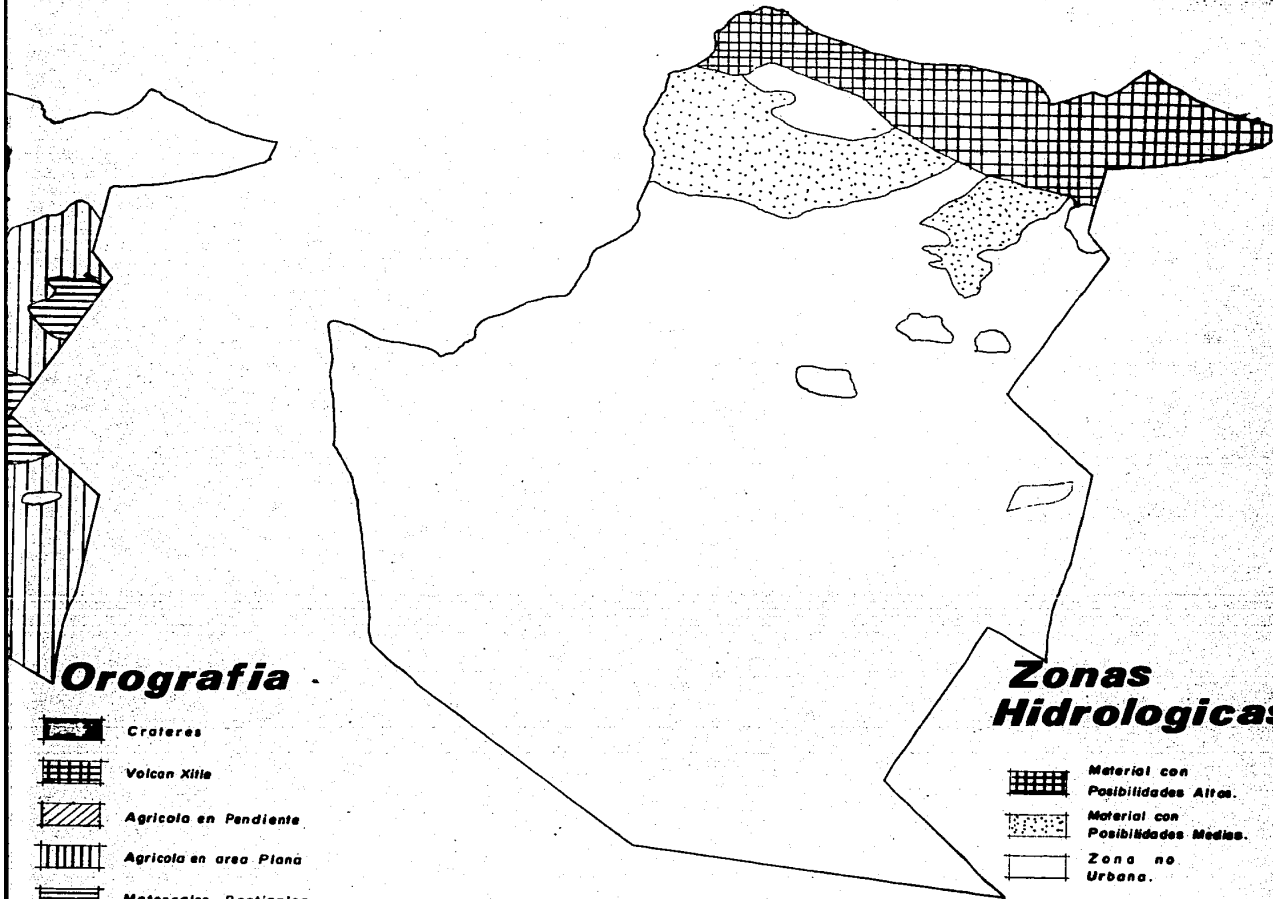 Orografia
Crateres
Volcan Xitle
Agricola en Pendiente
Agricola en area Plana
Zonas
Hidrologicas
Material con
Posibilidades Altas.
Material con
Posibilidades Medias.
Zona no
Urbana.